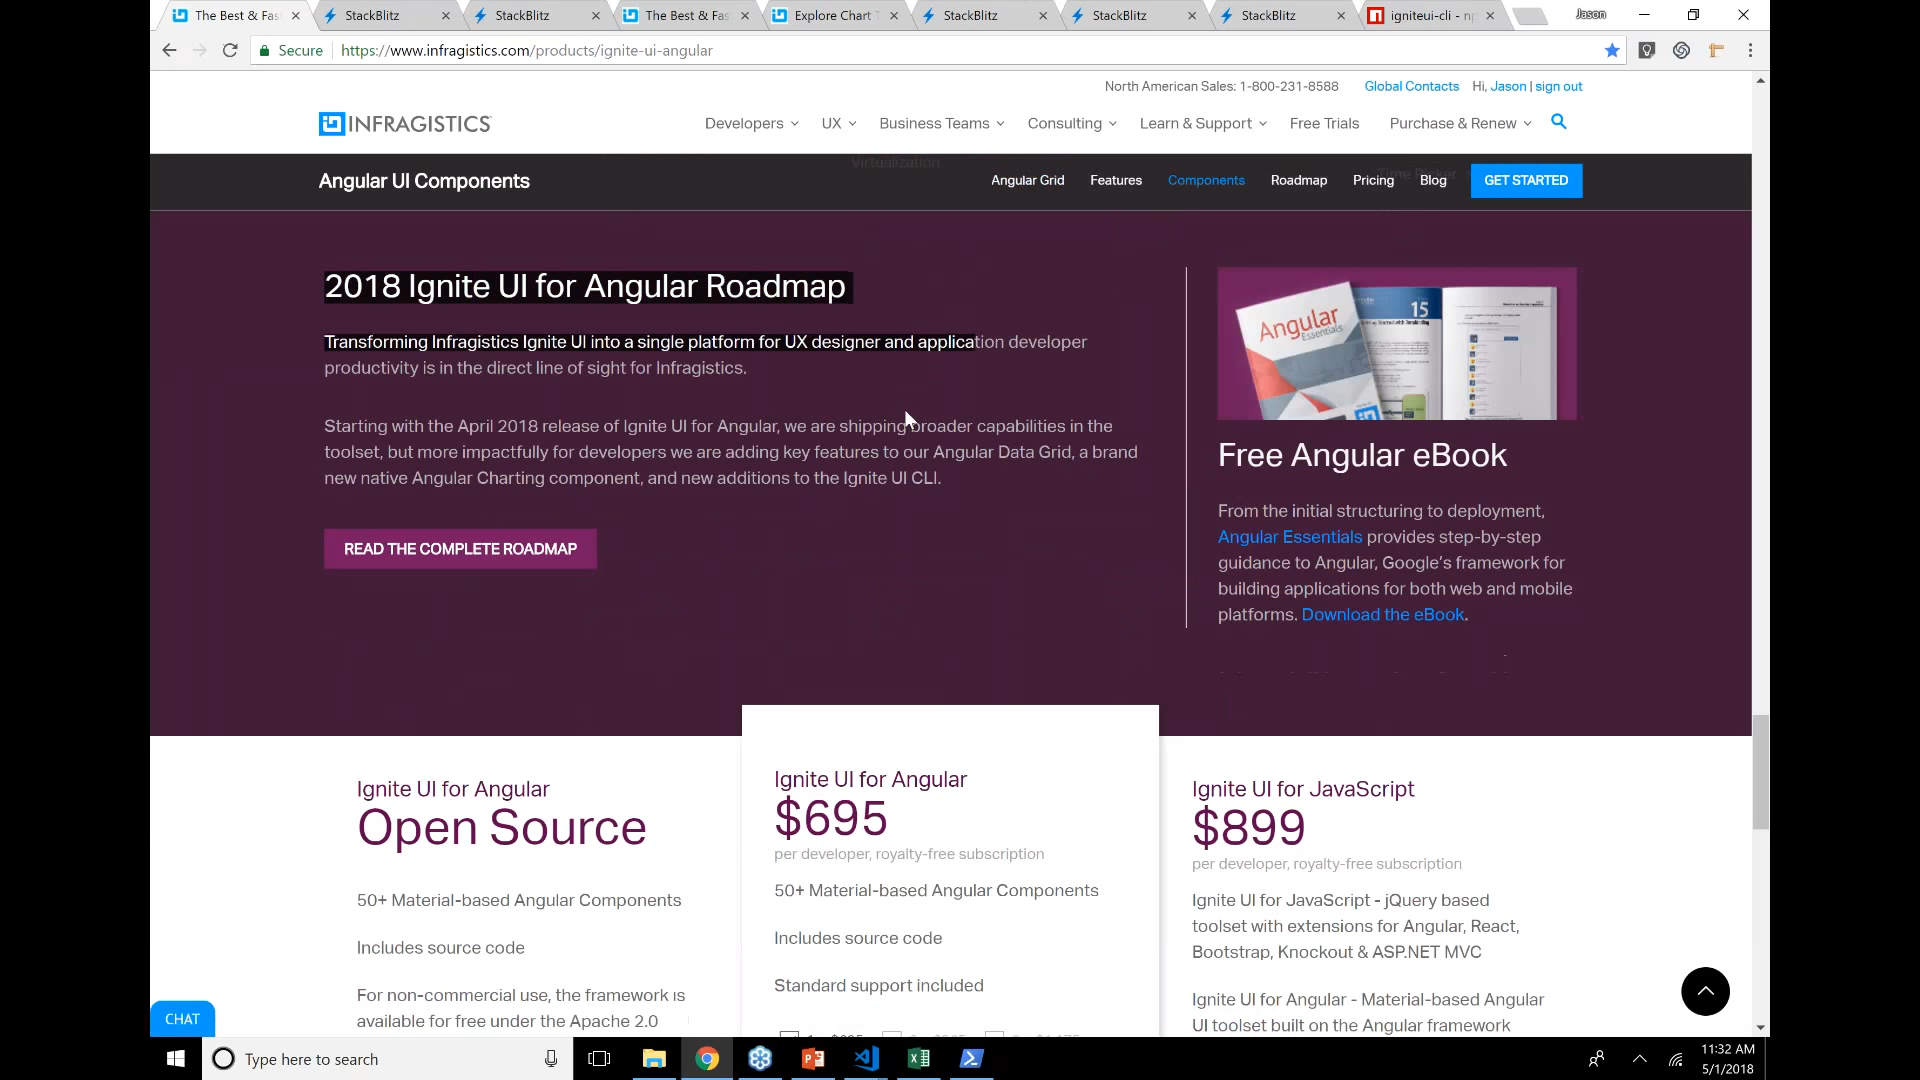 The Best & Fas
StackBlitz
StackBlitz
The Best & Fas
Explore Chart T
StackBlitz
StackBlitz
StackBlitz
igniteui-cli - np
Jason
Secure
https://www.infragistics.com/products/ignite-ui-angular
North American Sales: 1-800-231-8588
Global Contacts
Hi, Jason | sign out
INFRAGISTICS
Developers
UX
Business Teams
Consulting
Learn & Support
Free Trials
Purchase & Renew
Virtualization
Angular UI Components
Angular Grid
Features
Components
Roadmap
Pricing
Blog
GET STARTED
2018 Ignite UI for Angular Roadmap
Transforming Infragistics Ignite UI into a single platform for UX designer and application developer
productivity is in the direct line of sight for Infragistics.
Starting with the April 2018 release of Ignite UI for Angular, we are shipping broader capabilities in the
toolset, but more impactfully for developers we are adding key features to our Angular Data Grid, a brand
new native Angular Charting component, and new additions to the Ignite UI CLI.
READ THE COMPLETE ROADMAP
Angular
Essentials
15
Free Angular eBook
From the initial structuring to deployment,
Angular Essentials provides step-by-step
guidance to Angular, Google's framework for
building applications for both web and mobile
platforms. Download the eBook.
Ignite UI for Angular
Open Source
50+ Material-based Angular Components
Includes source code
For non-commercial use, the framework is
available for free under the Apache 2.0
Ignite UI for Angular
$695
per developer, royalty-free subscription
50+ Material-based Angular Components
Includes source code
Standard support included
Ignite UI for JavaScript
$899
per developer, royalty-free subscription
Ignite UI for JavaScript - jQuery based
toolset with extensions for Angular, React,
Bootstrap, Knockout & ASP.NET MVC
Ignite UI for Angular - Material-based Angular
UI toolset built on the Angular framework
CHAT
Type here to search
11:32 AM
5/1/2018